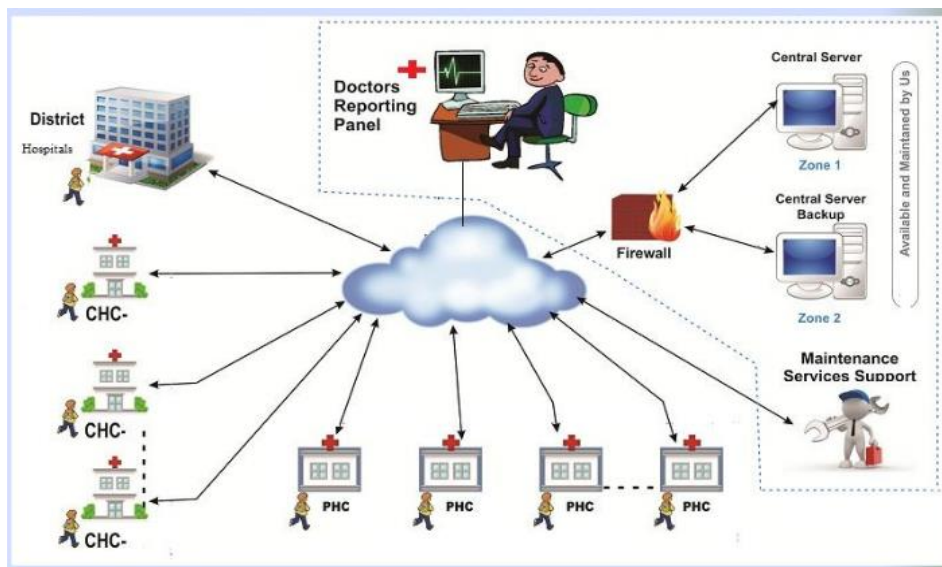 Doctors
Reporting
Panel
District
Hospitals
CHC-
CHC-
CHC-
PHC
PHC
PHC
PHC
Firewall
Central Server
Zone 1
Central Server
Backup
Zone 2
Available and Maintaned by Us
Maintenance
Services Support